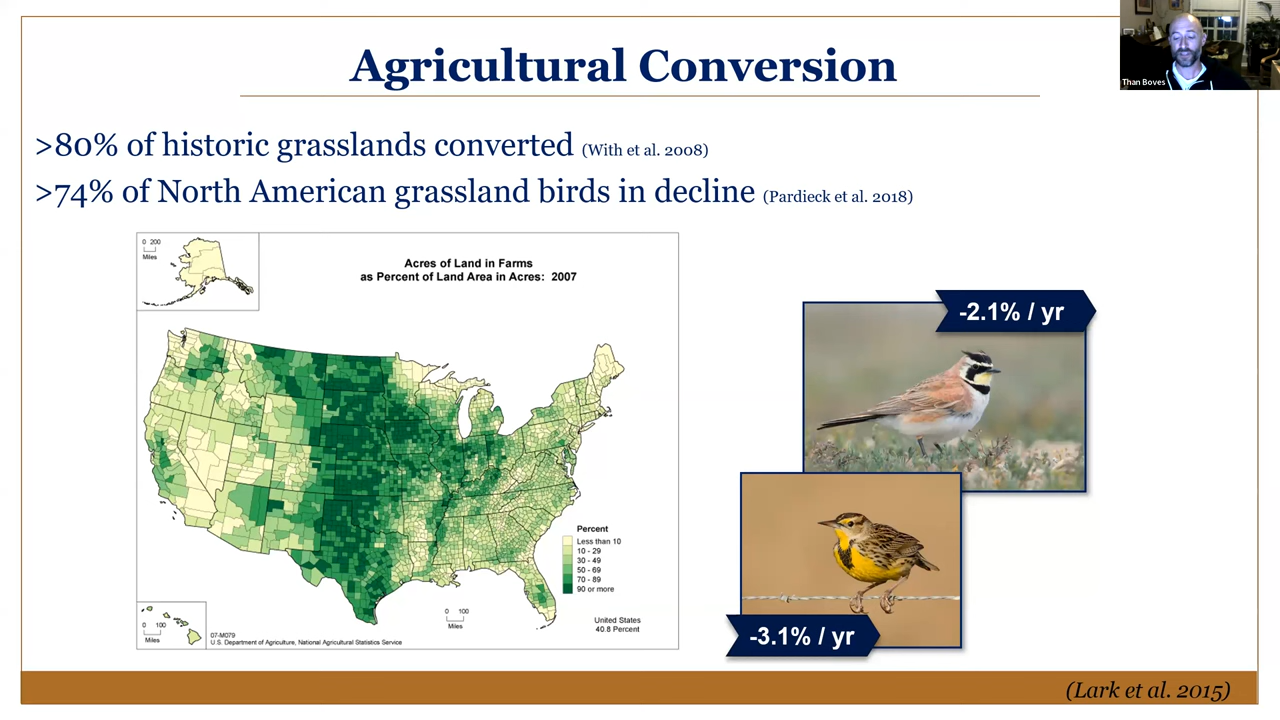 Agricultural Conversion
Than Boves
>80% of historic grasslands converted (With et al. 2008)
>74% of North American grassland birds in decline (Pardieck et al. 2018)
0 200
Miles
Acres of Land in Farms
as Percent of Land Area in Acres: 2007
-2.1% / yr
Percent
Less than 10
10 - 29
30 - 49
50 - 69
70 - 89
90 or more
0 100
Miles
0 100
Miles
United States
40.8 Percent
07-M079
U.S. Department of Agriculture, National Agricultural Statistics Service
-3.1% / yr
(Lark et al. 2015)